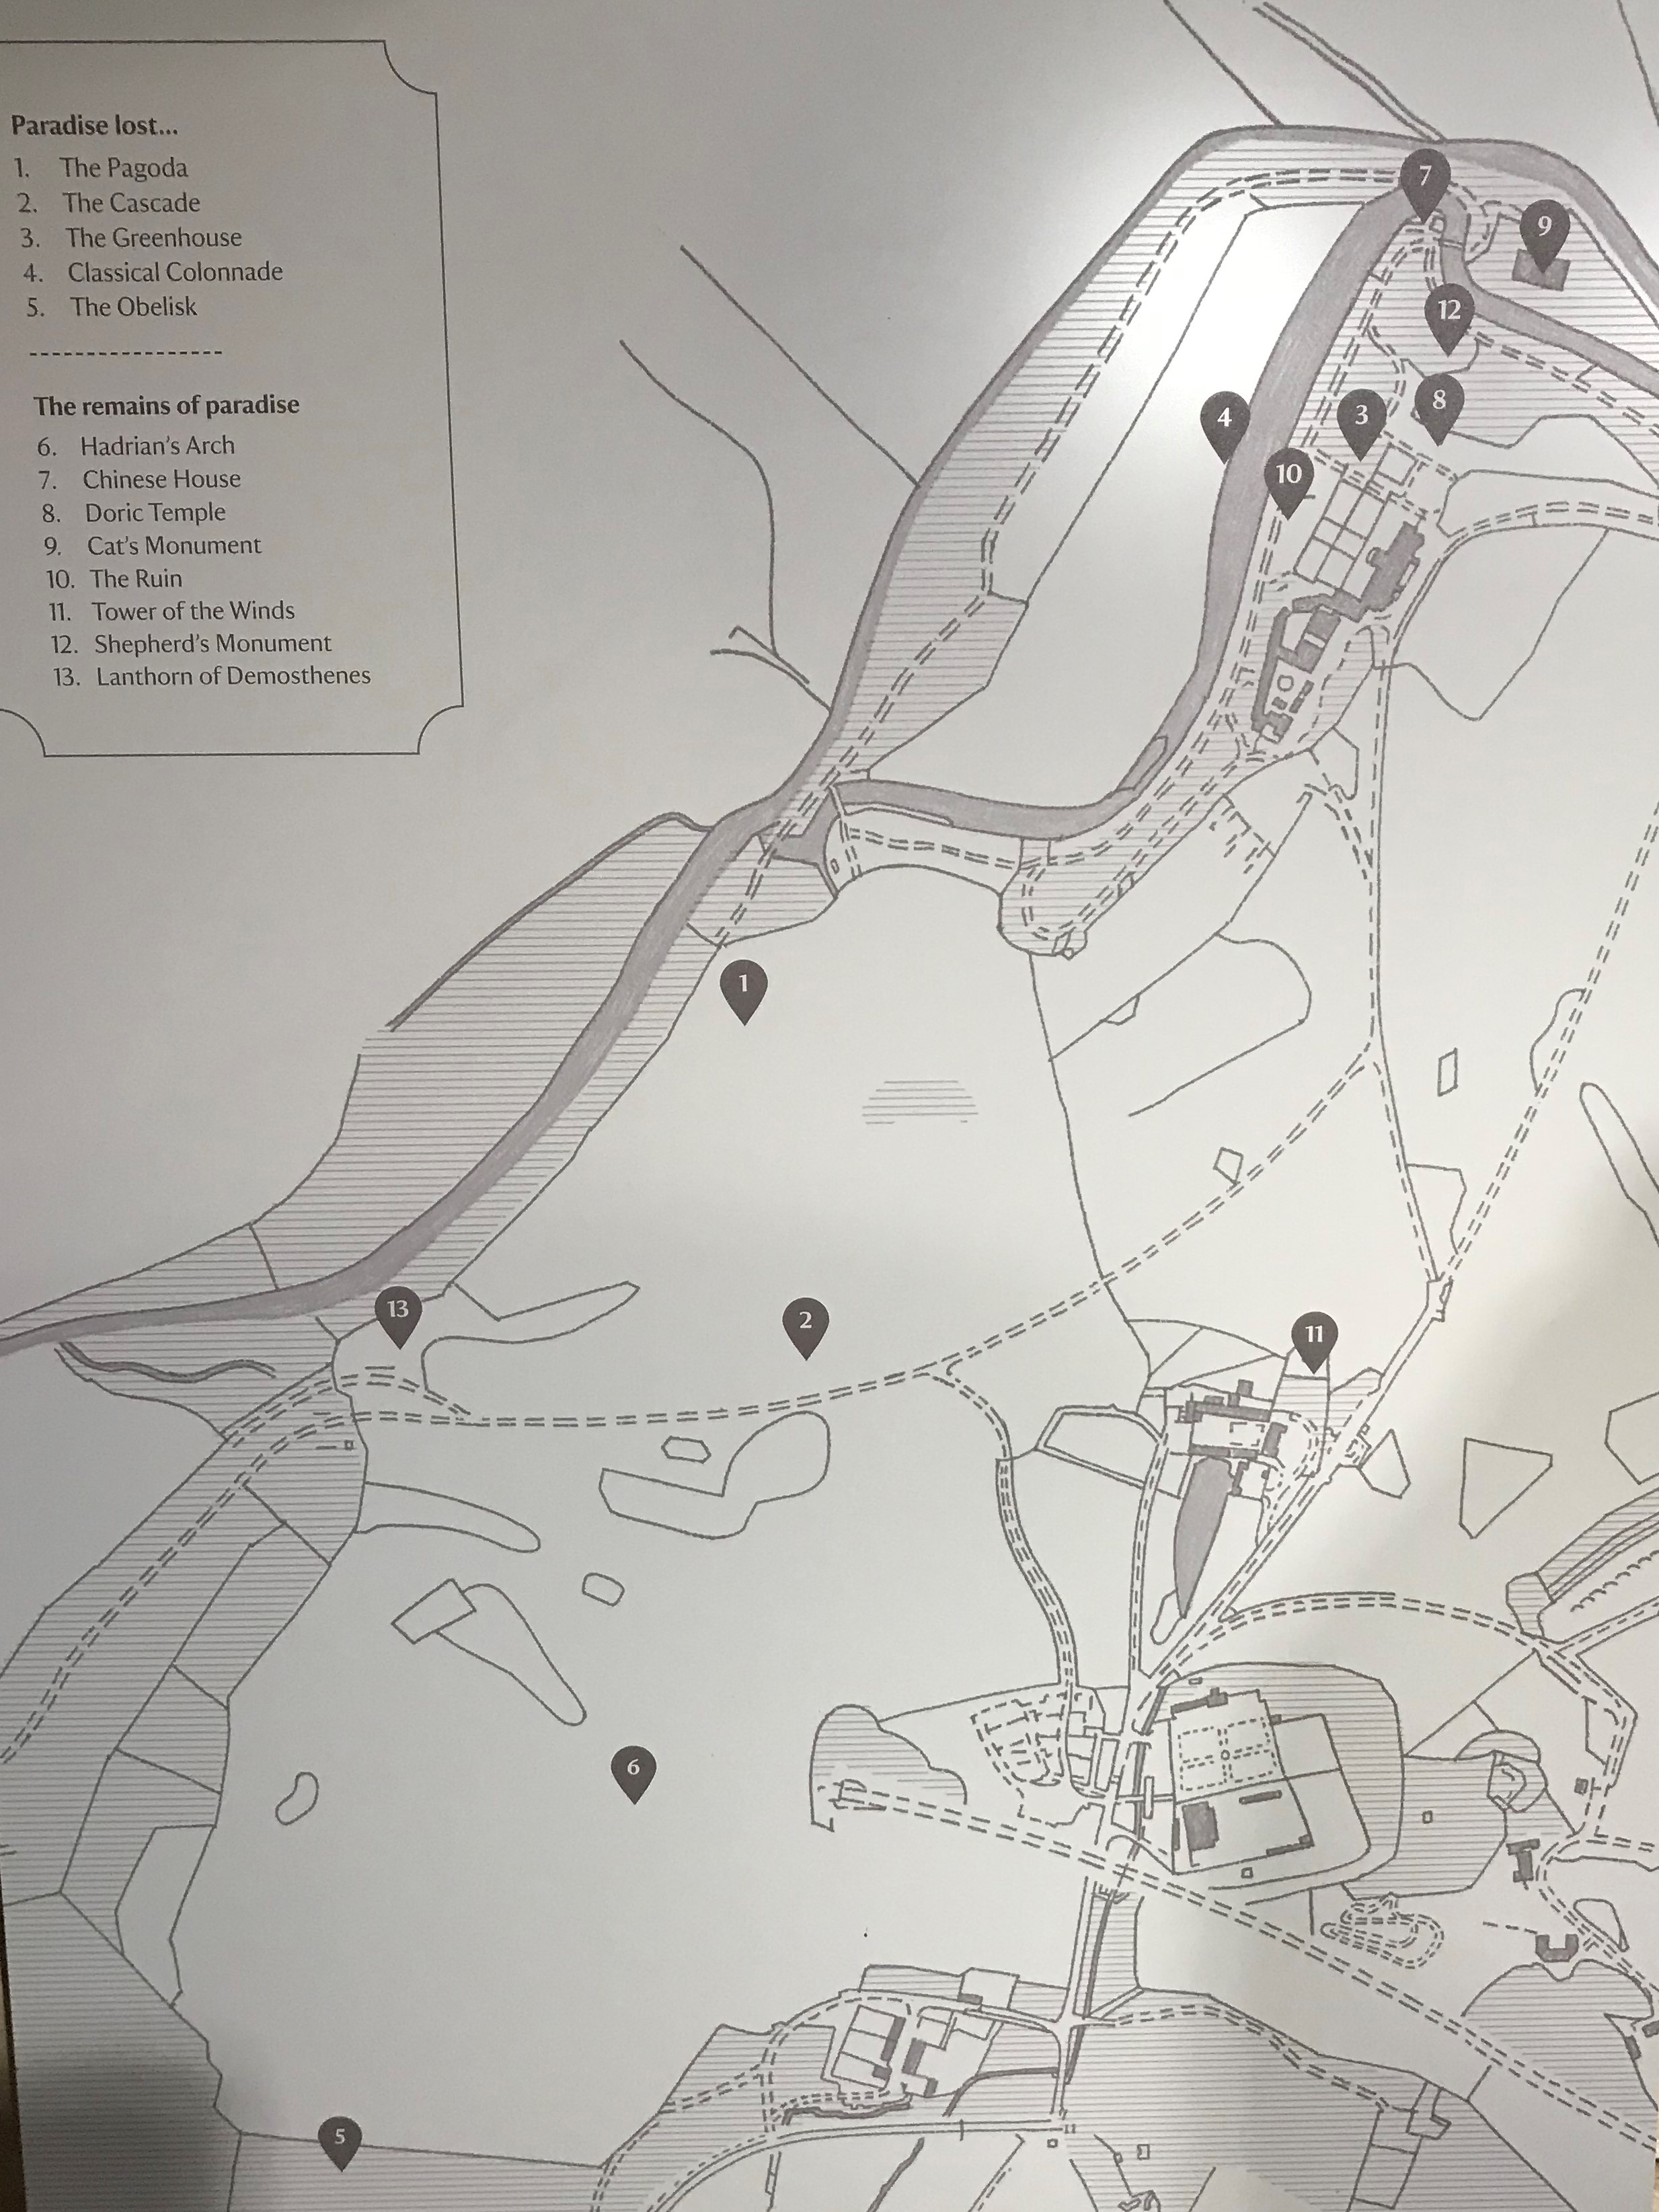 Paradise lost...
1. The Pagoda
2. The Cascade
3. The Greenhouse
4. Classical Colonnade
5. The Obelisk
------------------
The remains of paradise
6. Hadrian's Arch
7. Chinese House
8. Doric Temple
9. Cat's Monument
10. The Ruin
11. Tower of the Winds
12. Shepherd's Monument
13. Lanthorn of Demosthenes
7
9
12
8
3
4
10
1
13
2
11
6
5